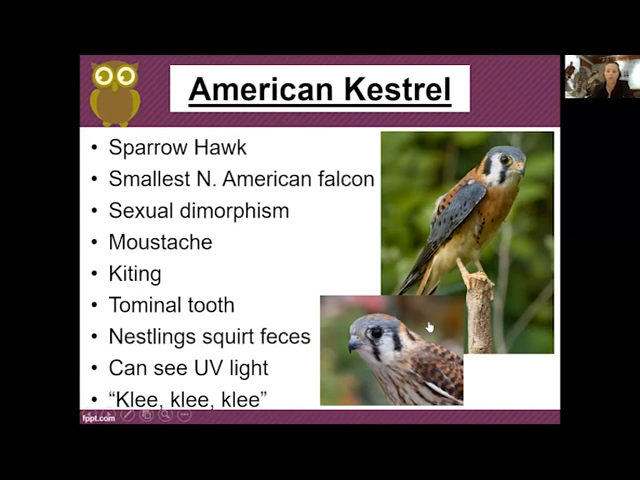 American Kestrel
• Sparrow Hawk
• Smallest N. American falcon
• Sexual dimorphism
• Moustache
• Kiting
• Tominal tooth
• Nestlings squirt feces
• Can see UV light
• “Klee, klee, klee”
fppt.com